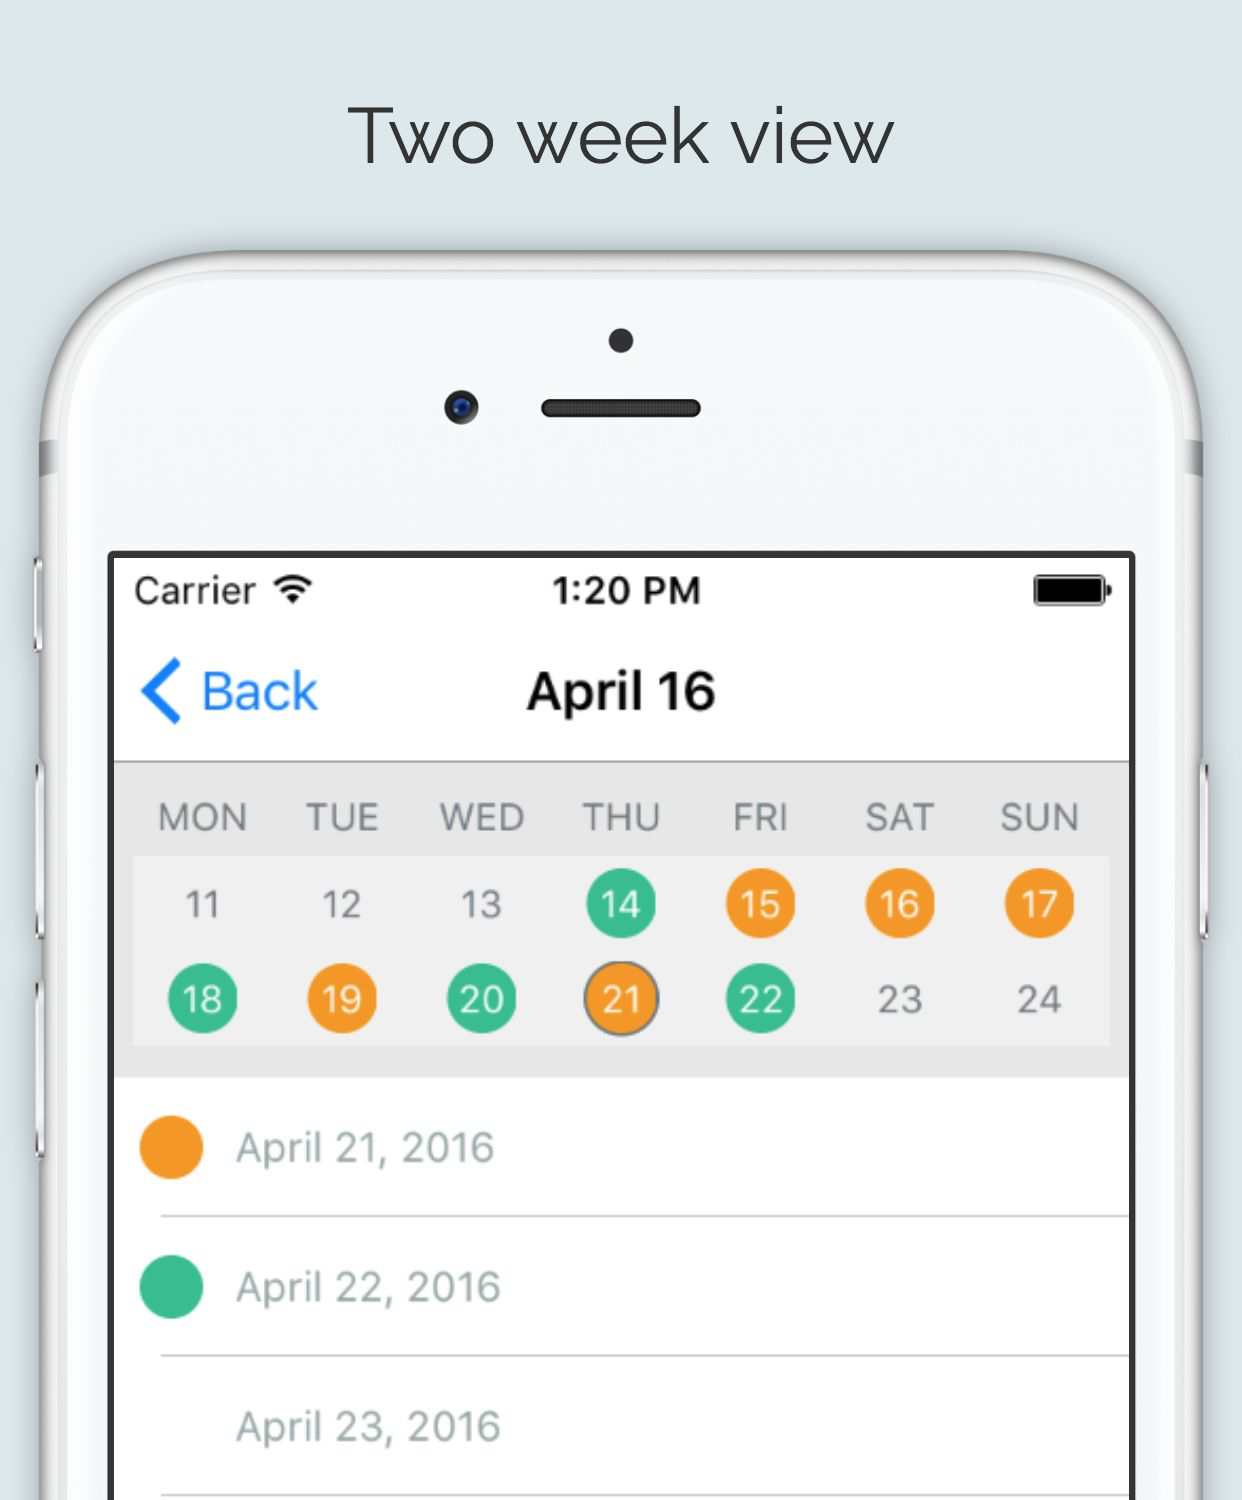 Two week view
Carrier 1:20 PM
Back April 16
MON TUE WED THU FRI SAT SUN
11 12 13 14 15 16 17
18 19 20 21 22 23 24
April 21, 2016
April 22, 2016
April 23, 2016